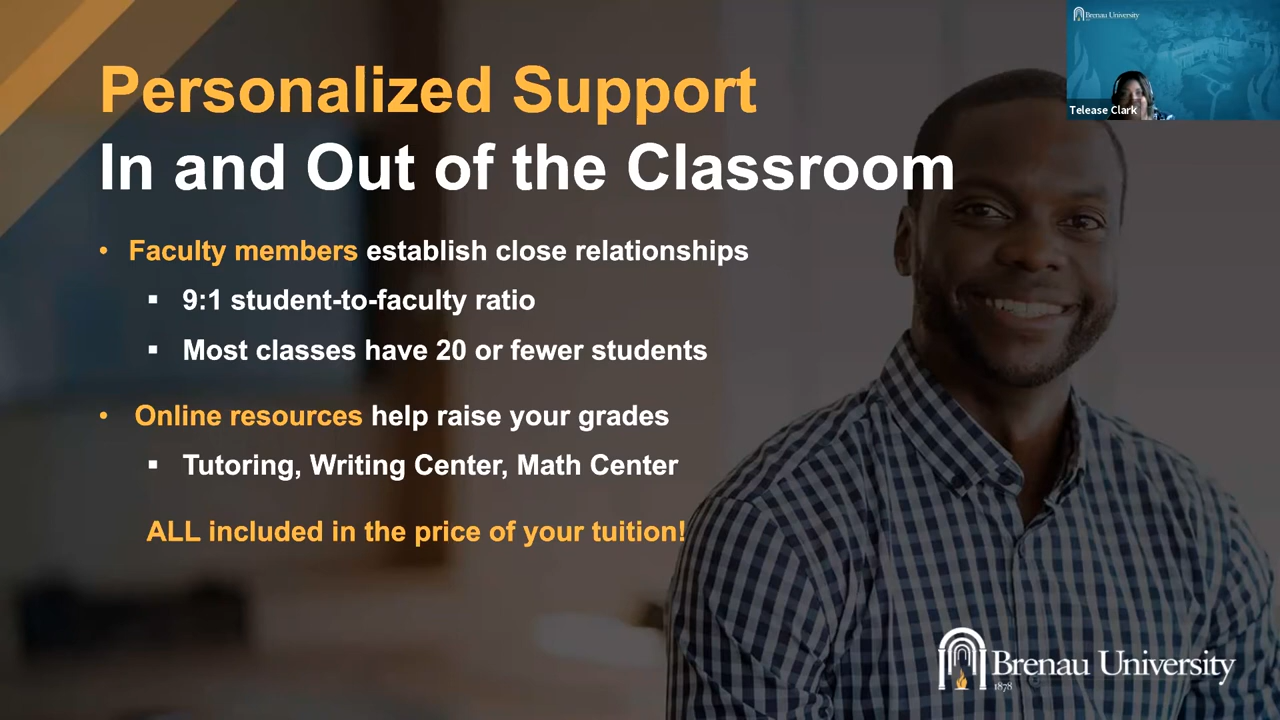 Brenau University
Telease Clark
Personalized Support
In and Out of the Classroom
• Faculty members establish close relationships
▪ 9:1 student-to-faculty ratio
▪ Most classes have 20 or fewer students
• Online resources help raise your grades
▪ Tutoring, Writing Center, Math Center
ALL included in the price of your tuition!
Brenau University
1878